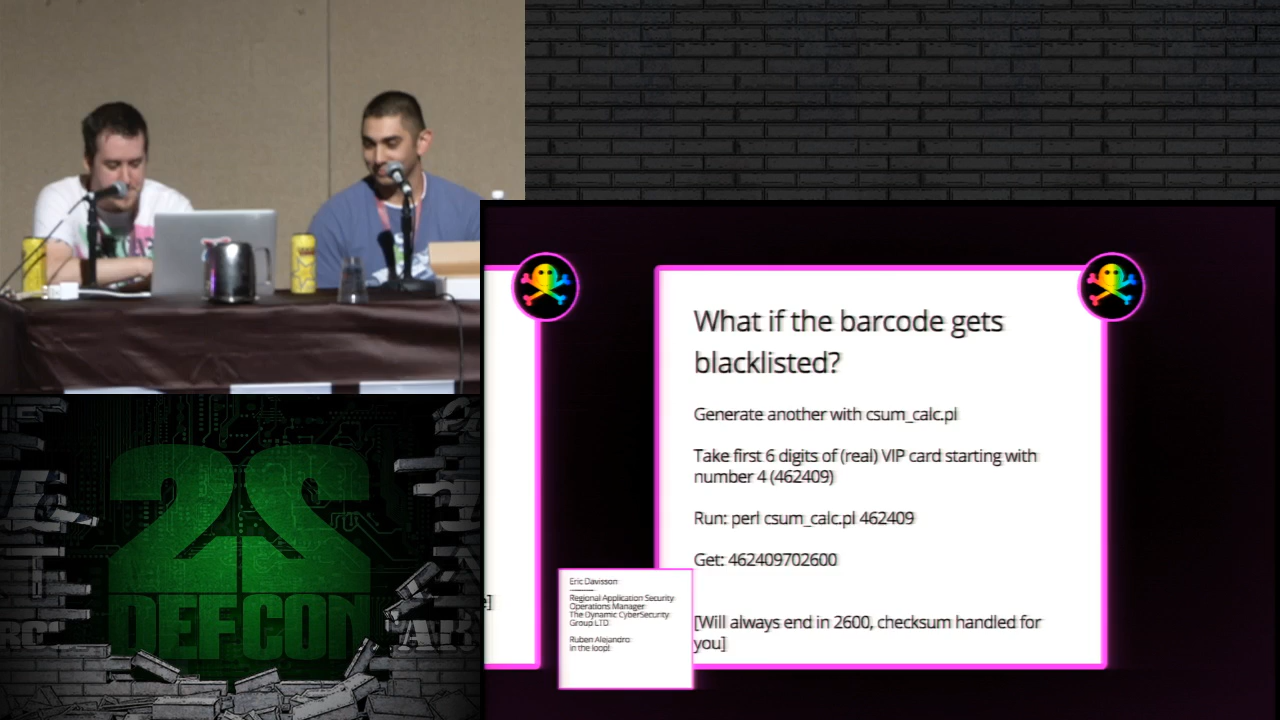 What if the barcode gets
blacklisted?
Generate another with csum_calc.pl
Take first 6 digits of (real) VIP card starting with
number 4 (462409)
Run: perl csum_calc.pl 462409
Get: 462409702600
[Will always end in 2600, checksum handled for
you]
Eric Davisson
Regional Application Security
Operations Manager
The Dynamic CyberSecurity
Group LTD
Ruben Alejandro
in the loop!
22
DEFCON